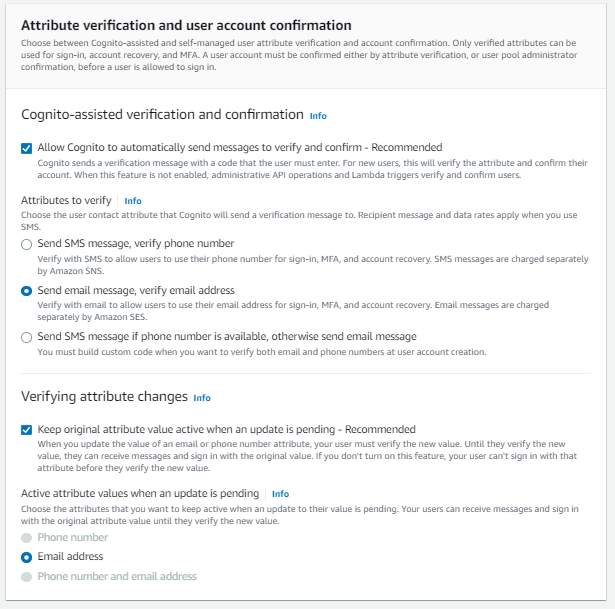 Attribute verification and user account confirmation
Choose between Cognito-assisted and self-managed user attribute verification and account confirmation. Only verified attributes can be
used for sign-in, account recovery, and MFA. A user account must be confirmed either by attribute verification, or user pool administrator
confirmation, before a user is allowed to sign in.
Cognito-assisted verification and confirmation Info
Allow Cognito to automatically send messages to verify and confirm - Recommended
Cognito sends a verification message with a code that the user must enter. For new users, this will verify the attribute and confirm their
account. When this feature is not enabled, administrative API operations and Lambda triggers verify and confirm users.
Attributes to verify Info
Choose the user contact attribute that Cognito will send a verification message to. Recipient message and data rates apply when you use
SMS.
Send SMS message, verify phone number
Verify with SMS to allow users to use their phone number for sign-in, MFA, and account recovery. SMS messages are charged separately
by Amazon SNS.
Send email message, verify email address
Verify with email to allow users to use their email address for sign-in, MFA, and account recovery. Email messages are charged
separately by Amazon SES.
Send SMS message if phone number is available, otherwise send email message
You must build custom code when you want to verify both email and phone numbers at user account creation.
Verifying attribute changes Info
Keep original attribute value active when an update is pending - Recommended
When you update the value of an email or phone number attribute, your user must verify the new value. Until they verify the new
value, they can receive messages and sign in with the original value. If you don't turn on this feature, your user can't sign in with that
attribute before they verify the new value.
Active attribute values when an update is pending Info
Choose the attributes that you want to keep active when an update to their value is pending. Your users can receive messages and sign in
with the original attribute value until they verify the new value.
Phone number
Email address
Phone number and email address